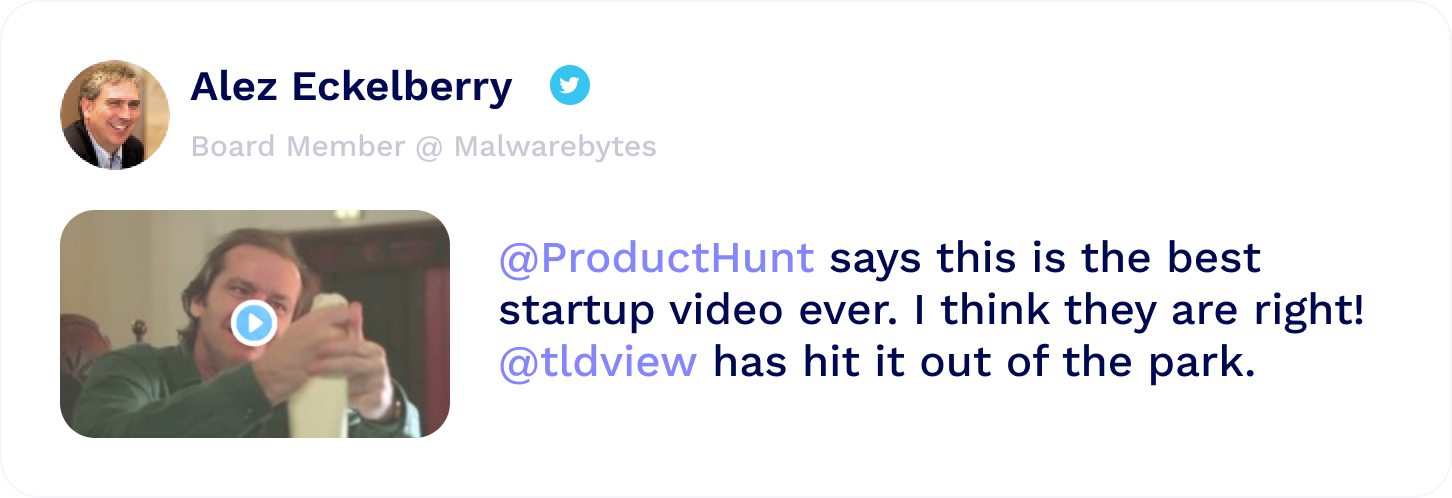 Alez Eckelberry
Board Member @ Malwarebytes
@ProductHunt says this is the best
startup video ever. I think they are right!
@tldview has hit it out of the park.